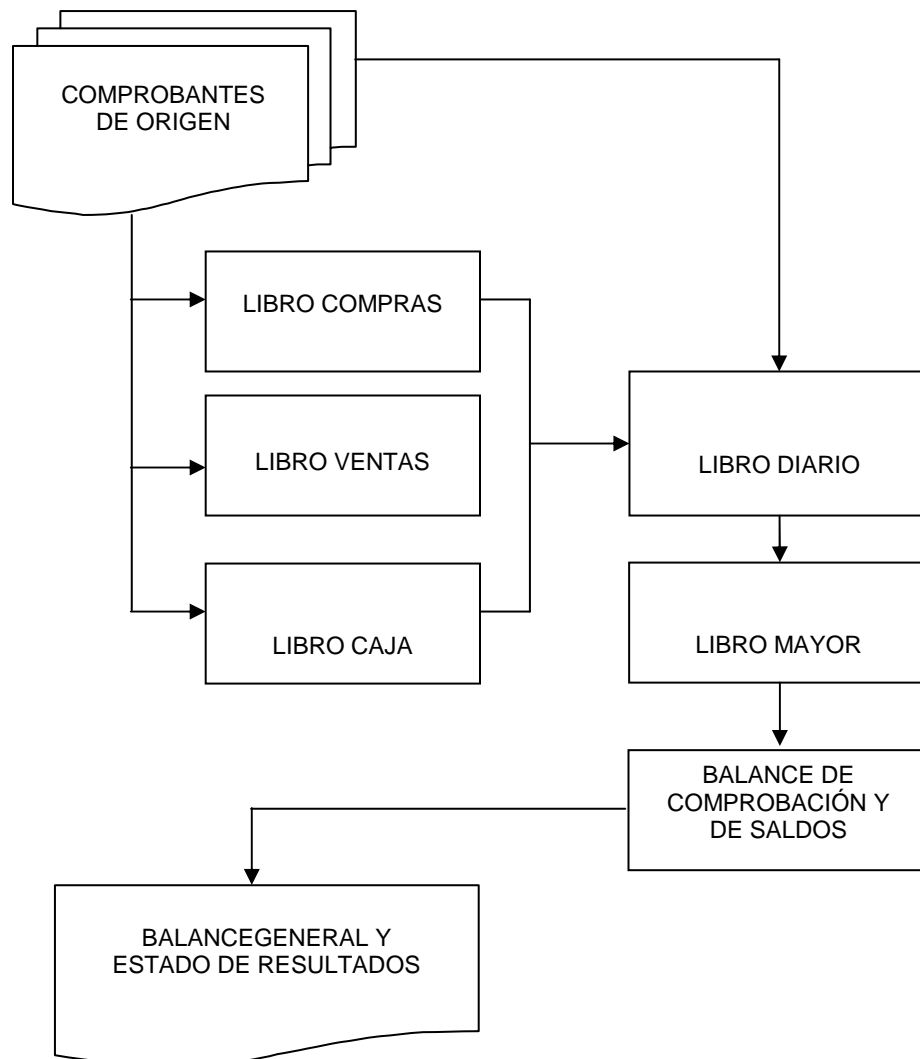 COMPROBANTES
DE ORIGEN
LIBRO COMPRAS
LIBRO VENTAS
LIBRO DIARIO
LIBRO CAJA
LIBRO MAYOR
BALANCE DE
COMPROBACIÓN Y
DE SALDOS
BALANCEGENERAL Y
ESTADO DE RESULTADOS